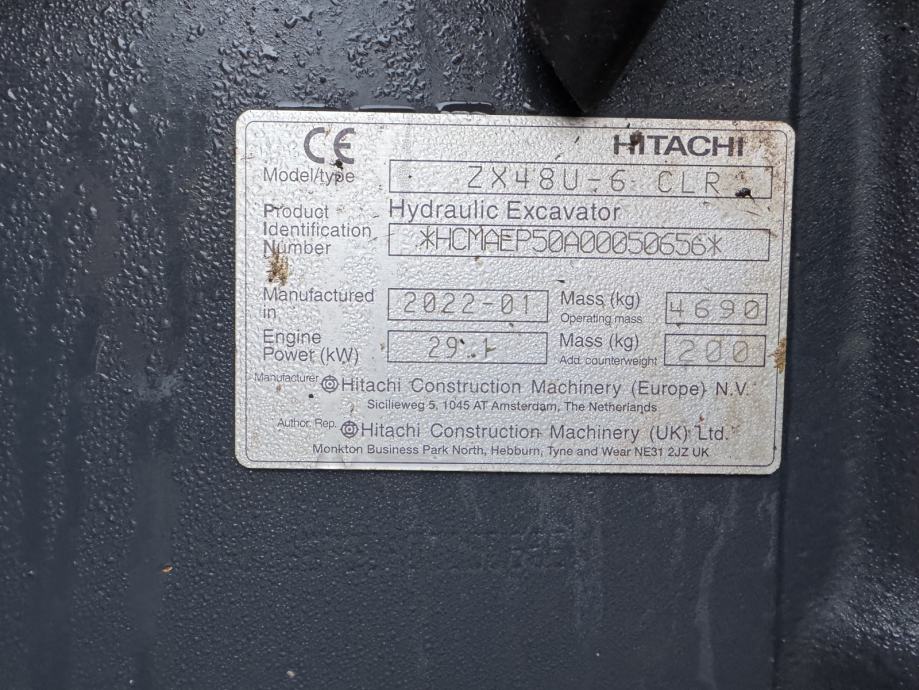 CE HITACHI
Model/type ZX48U-6 CLR
Product Hydraulic Excavator
Identification
Number *HCMAEP50A00050656*
Manufactured in 2022-01 Mass (kg) Operating mass 4690
Engine Power (kW) 29.1 Mass (kg) Add. counterweight 200
Manufacturer Hitachi Construction Machinery (Europe) N.V.
Sicilieweg 5, 1045 AT Amsterdam, The Netherlands
Author. Rep. Hitachi Construction Machinery (UK) Ltd.
Monkton Business Park North, Hebburn, Tyne and Wear NE31 2JZ UK